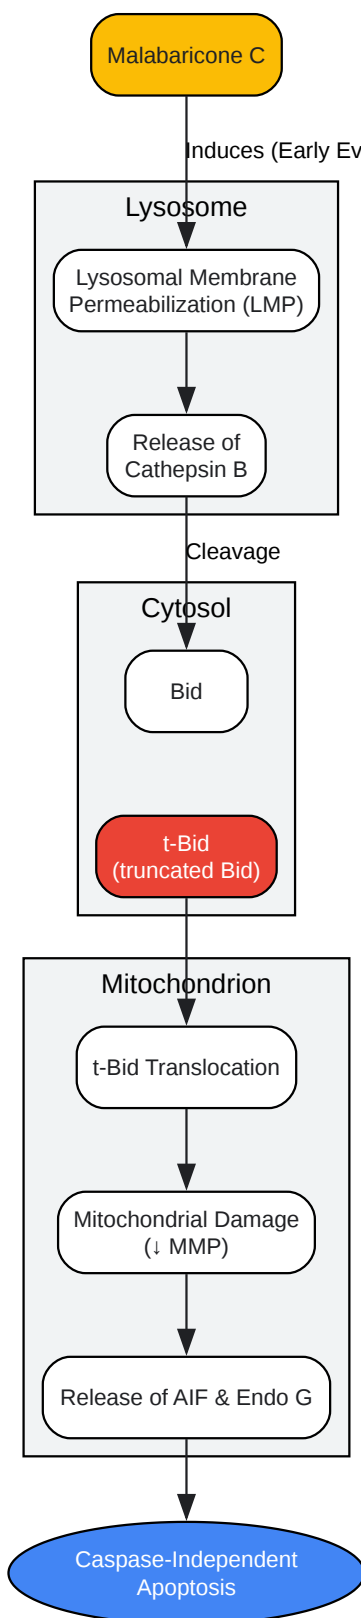 Malabaricone C
Induces (Early Ev
Lysosome
Lysosomal Membrane
Permeabilization (LMP)
Release of
Cathepsin B
Cleavage
Cytosol
Bid
t-Bid
(truncated Bid)
Mitochondrion
t-Bid Translocation
Mitochondrial Damage
(↓ MMP)
Release of AIF & Endo G
Caspase-Independent
Apoptosis